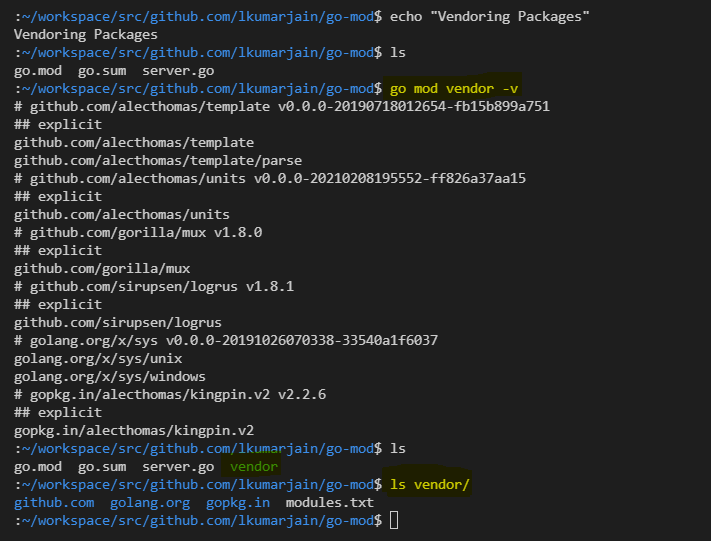 :~/workspace/src/github.com/lkumarjain/go-mod$ echo "Vendoring Packages"
Vendoring Packages
:~/workspace/src/github.com/lkumarjain/go-mod$ ls
go.mod  go.sum  server.go
:~/workspace/src/github.com/lkumarjain/go-mod$ go mod vendor -v
# github.com/alecthomas/template v0.0.0-20190718012654-fb15b899a751
## explicit
github.com/alecthomas/template
github.com/alecthomas/template/parse
# github.com/alecthomas/units v0.0.0-20210208195552-ff826a37aa15
## explicit
github.com/alecthomas/units
# github.com/gorilla/mux v1.8.0
## explicit
github.com/gorilla/mux
# github.com/sirupsen/logrus v1.8.1
## explicit
github.com/sirupsen/logrus
# golang.org/x/sys v0.0.0-20191026070338-33540a1f6037
golang.org/x/sys/unix
golang.org/x/sys/windows
# gopkg.in/alecthomas/kingpin.v2 v2.2.6
## explicit
gopkg.in/alecthomas/kingpin.v2
:~/workspace/src/github.com/lkumarjain/go-mod$ ls
go.mod  go.sum  server.go  vendor
:~/workspace/src/github.com/lkumarjain/go-mod$ ls vendor/
github.com  golang.org  gopkg.in  modules.txt
:~/workspace/src/github.com/lkumarjain/go-mod$